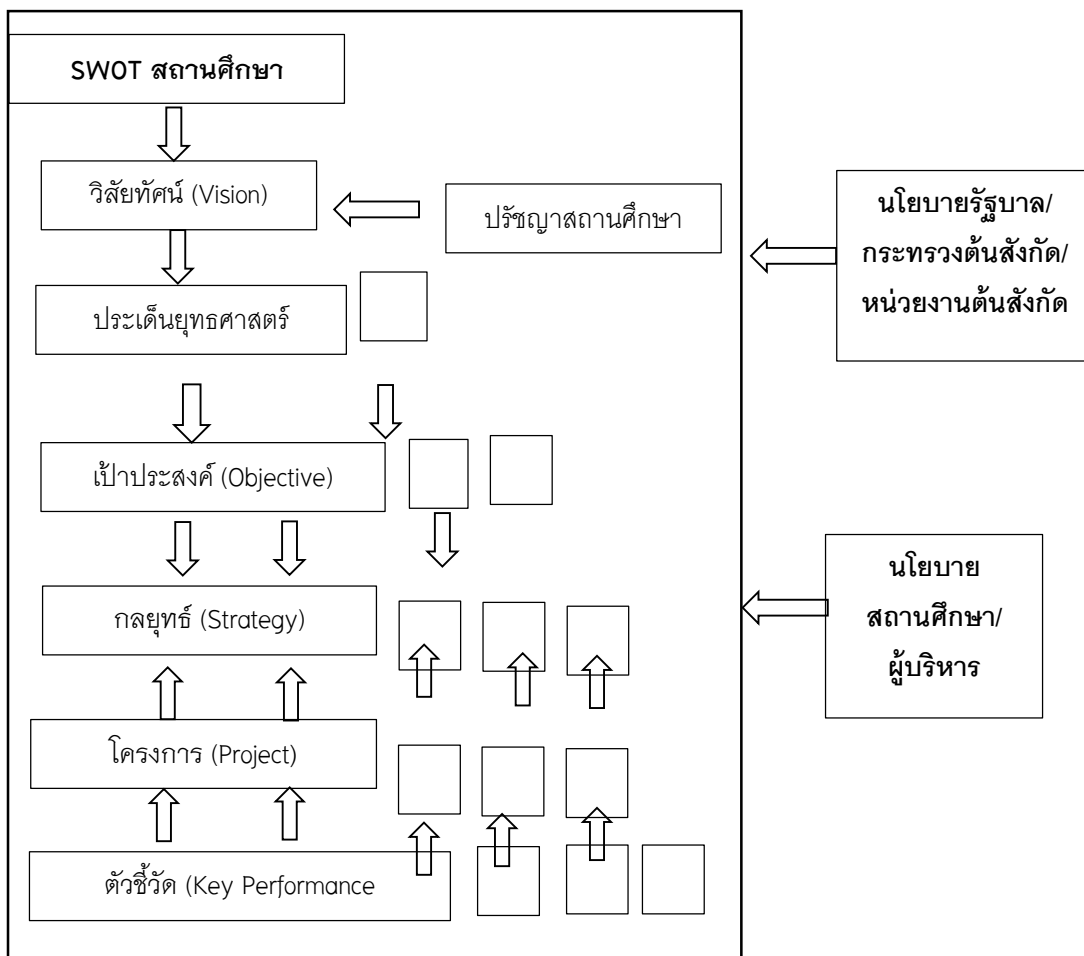 SWOT สถานศึกษา
วิสัยทัศน์ (Vision)
ปรัชญาสถานศึกษา
นโยบายรัฐบาล/
กระทรวงต้นสังกัด/
หน่วยงานต้นสังกัด
ประเด็นยุทธศาสตร์
เป้าประสงค์ (Objective)
กลยุทธ์ (Strategy)
นโยบาย
สถานศึกษา/
ผู้บริหาร
โครงการ (Project)
ตัวชี้วัด (Key Performance